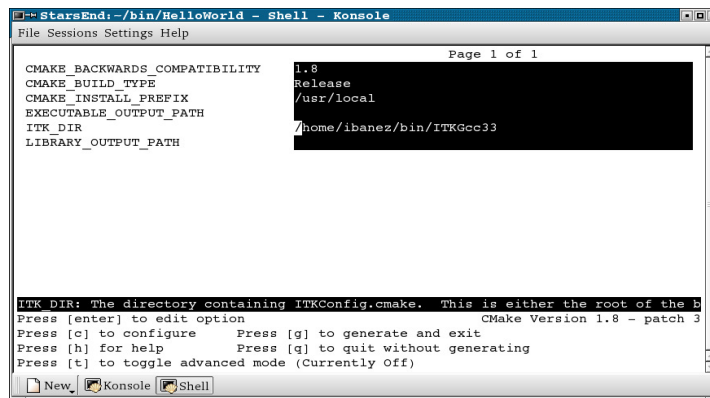 StarsEnd:~/bin/HelloWorld - Shell - Konsole
File Sessions Settings Help
Page 1 of 1
CMAKE_BACKWARDS_COMPATIBILITY 1.8
CMAKE_BUILD_TYPE Release
CMAKE_INSTALL_PREFIX /usr/local
EXECUTABLE_OUTPUT_PATH
ITK_DIR /home/ibanez/bin/ITKGcc33
LIBRARY_OUTPUT_PATH
ITK_DIR: The directory containing ITKConfig.cmake. This is either the root of the b
Press [enter] to edit option CMake Version 1.8 - patch 3
Press [c] to configure Press [g] to generate and exit
Press [h] for help Press [q] to quit without generating
Press [t] to toggle advanced mode (Currently Off)
New Konsole Shell